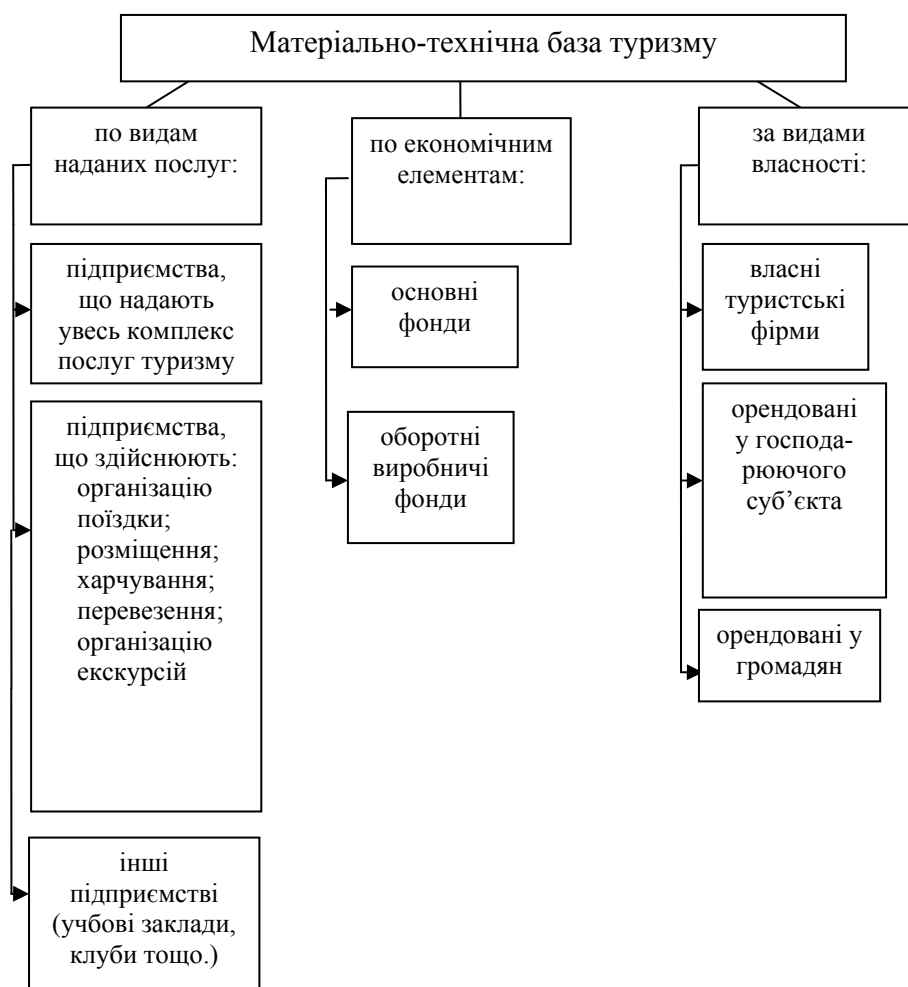 Матеріально-технічна база туризму
по видам
наданих послуг:
підприємства,
що надають
увесь комплекс
послуг туризму
підприємства,
що здійснюють:
організацію
поїздки;
розміщення;
харчування;
перевезення;
організацію
екскурсій
інші
підприємстві
(учбові заклади,
клуби тощо.)
по економічним
елементам:
основні
фонди
оборотні
виробничі
фонди
за видами
власності:
власні
туристські
фірми
орендовані
у господа-
рюючого
суб’єкта
орендовані у
громадян